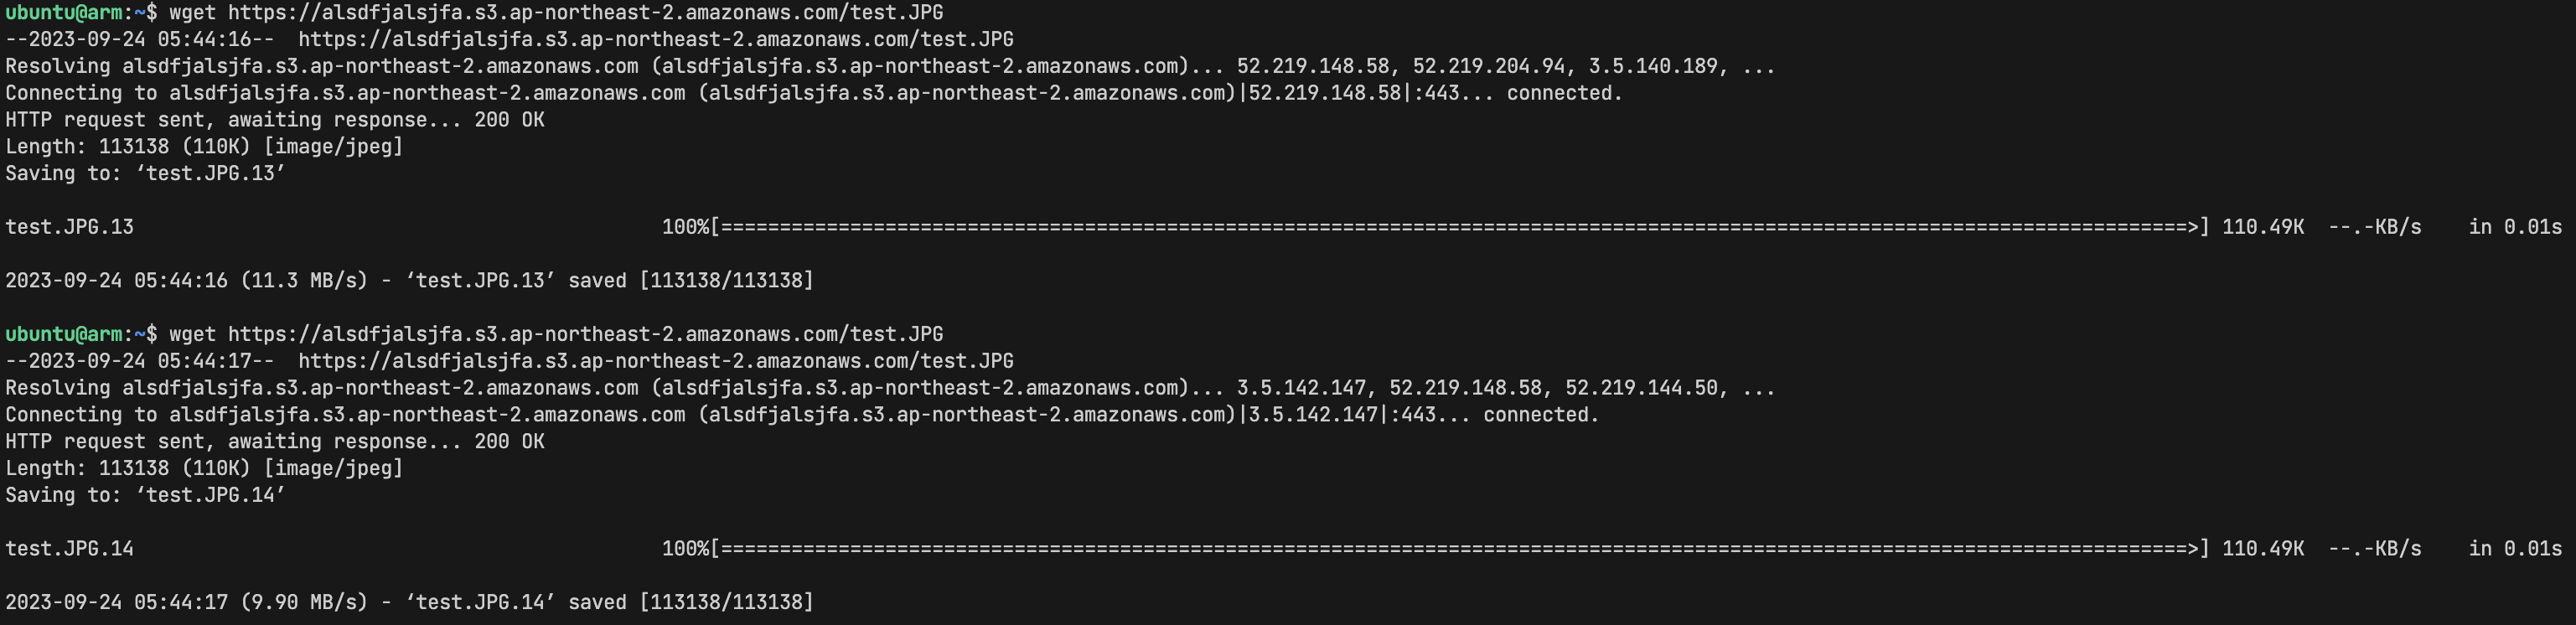 ubuntu@arm:~$ wget https://alsdfjalsjfa.s3.ap-northeast-2.amazonaws.com/test.JPG
--2023-09-24 05:44:16--  https://alsdfjalsjfa.s3.ap-northeast-2.amazonaws.com/test.JPG
Resolving alsdfjalsjfa.s3.ap-northeast-2.amazonaws.com (alsdfjalsjfa.s3.ap-northeast-2.amazonaws.com)... 52.219.148.58, 52.219.204.94, 3.5.140.189, ...
Connecting to alsdfjalsjfa.s3.ap-northeast-2.amazonaws.com (alsdfjalsjfa.s3.ap-northeast-2.amazonaws.com)|52.219.148.58|:443... connected.
HTTP request sent, awaiting response... 200 OK
Length: 113138 (110K) [image/jpeg]
Saving to: ‘test.JPG.13’
test.JPG.13 100%[=============================================================================================================================>] 110.49K  --.-KB/s    in 0.01s
2023-09-24 05:44:16 (11.3 MB/s) - ‘test.JPG.13’ saved [113138/113138]
ubuntu@arm:~$ wget https://alsdfjalsjfa.s3.ap-northeast-2.amazonaws.com/test.JPG
--2023-09-24 05:44:17--  https://alsdfjalsjfa.s3.ap-northeast-2.amazonaws.com/test.JPG
Resolving alsdfjalsjfa.s3.ap-northeast-2.amazonaws.com (alsdfjalsjfa.s3.ap-northeast-2.amazonaws.com)... 3.5.142.147, 52.219.148.58, 52.219.144.50, ...
Connecting to alsdfjalsjfa.s3.ap-northeast-2.amazonaws.com (alsdfjalsjfa.s3.ap-northeast-2.amazonaws.com)|3.5.142.147|:443... connected.
HTTP request sent, awaiting response... 200 OK
Length: 113138 (110K) [image/jpeg]
Saving to: ‘test.JPG.14’
test.JPG.14 100%[=============================================================================================================================>] 110.49K  --.-KB/s    in 0.01s
2023-09-24 05:44:17 (9.90 MB/s) - ‘test.JPG.14’ saved [113138/113138]